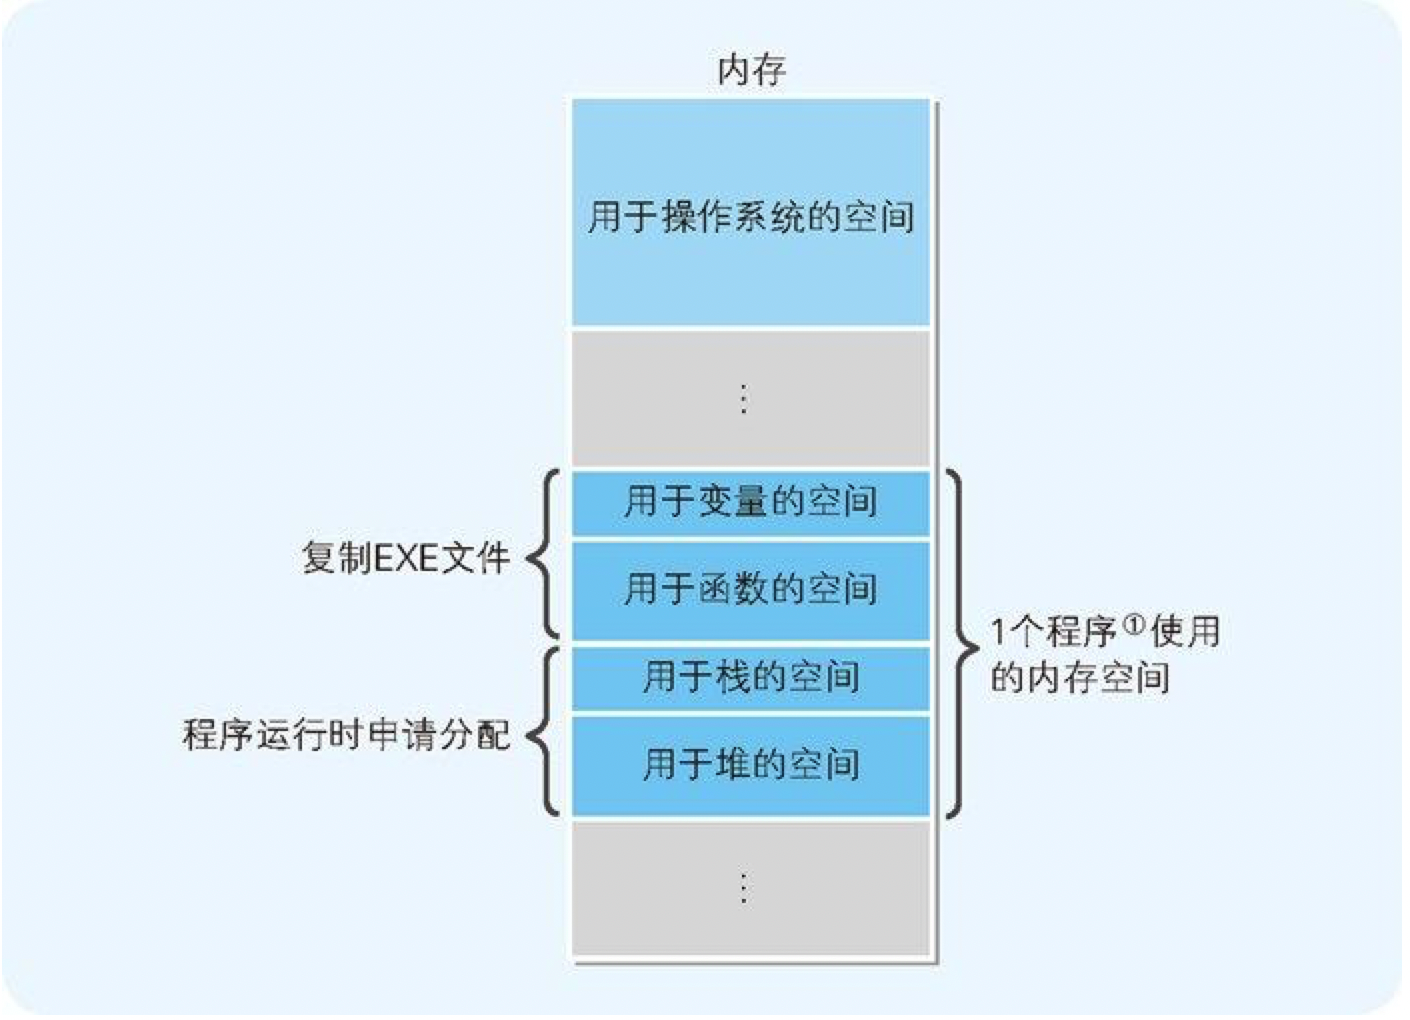 内存
用于操作系统的空间
⋮
用于变量的空间
复制EXE文件
用于函数的空间
1个程序①使用
的内存空间
用于栈的空间
程序运行时申请分配
用于堆的空间
⋮